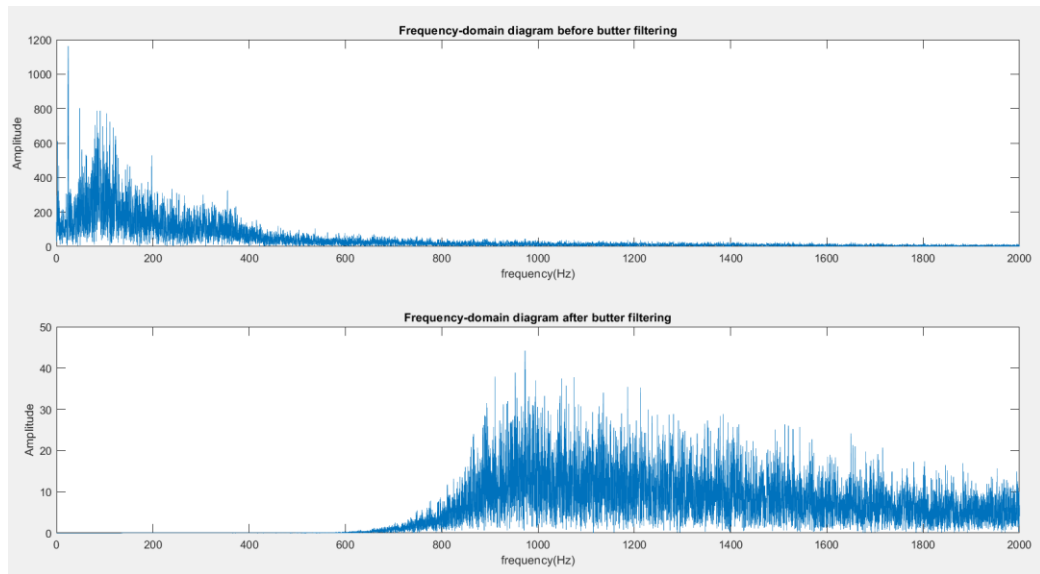 Frequency-domain diagram before butter filtering
1200
1000
800
600
400
200
0
Amplitude
0 200 400 600 800 1000 1200 1400 1600 1800 2000
frequency(Hz)
Frequency-domain diagram after butter filtering
50
40
30
20
10
0
Amplitude
0 200 400 600 800 1000 1200 1400 1600 1800 2000
frequency(Hz)